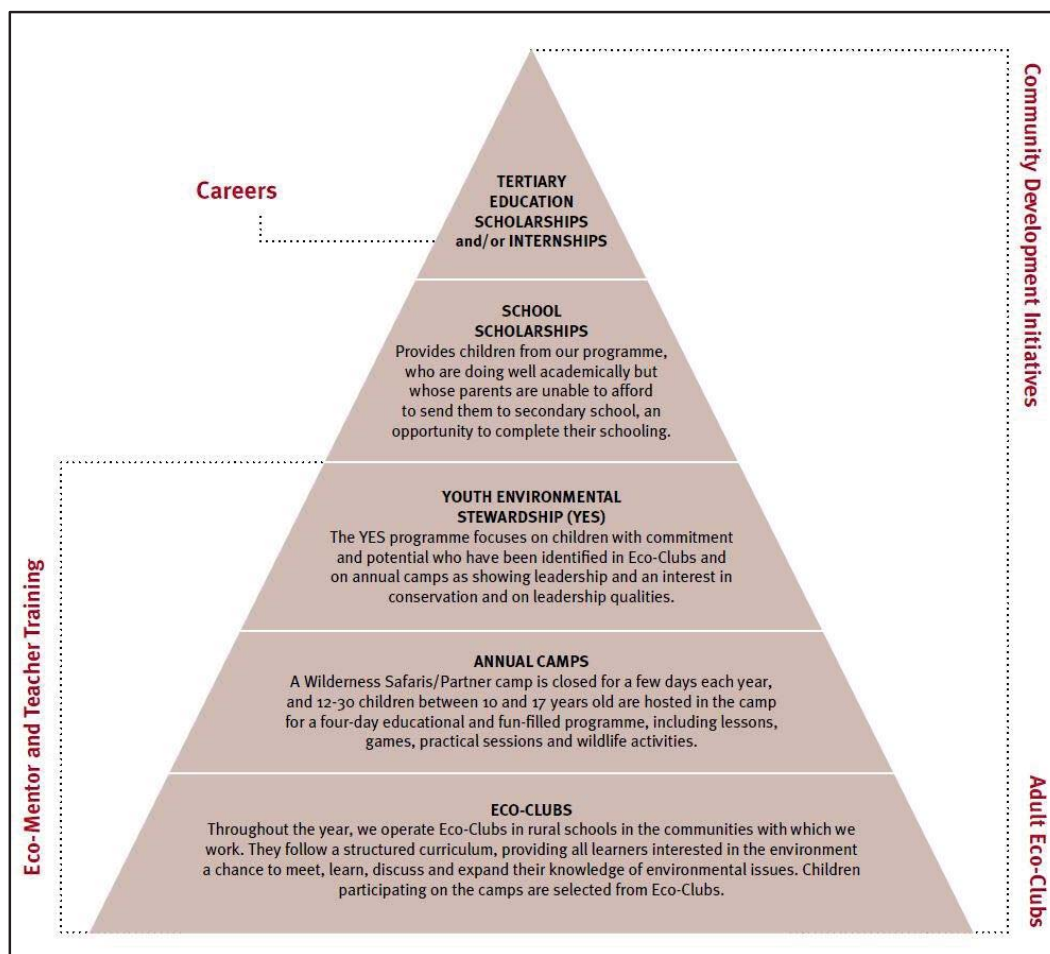 Careers
TERTIARY
EDUCATION
SCHOLARSHIPS
and/or INTERNSHIPS
SCHOOL
SCHOLARSHIPS
Provides children from our programme,
who are doing well academically but
whose parents are unable to afford
to send them to secondary school, an
opportunity to complete their schooling.
YOUTH ENVIRONMENTAL
STEWARDSHIP (YES)
The YES programme focuses on children with commitment
and potential who have been identified in Eco-Clubs and
on annual camps as showing leadership and an interest in
conservation and on leadership qualities.
ANNUAL CAMPS
A Wilderness Safaris/Partner camp is closed for a few days each year,
and 12-30 children between 10 and 17 years old are hosted in the camp
for a four-day educational and fun-filled programme, including lessons,
games, practical sessions and wildlife activities.
ECO-CLUBS
Throughout the year, we operate Eco-Clubs in rural schools in the communities with which we
work. They follow a structured curriculum, providing all learners interested in the environment
a chance to meet, learn, discuss and expand their knowledge of environmental issues. Children
participating on the camps are selected from Eco-Clubs.
Eco-Mentor and Teacher Training
Community Development Initiatives
Adult Eco-Clubs